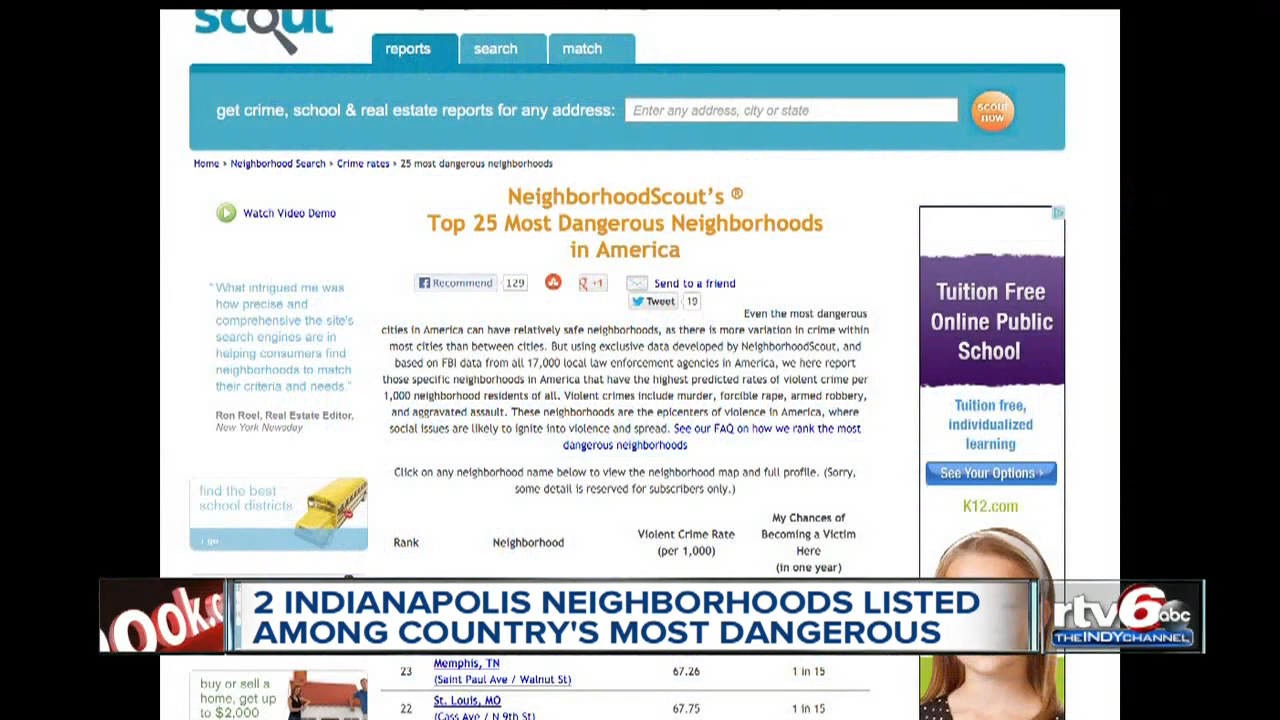 scout
reports search match
get crime, school & real estate reports for any address: Enter any address, city or state scout now
Home › Neighborhood Search › Crime rates › 25 most dangerous neighborhoods
NeighborhoodScout's ®
Top 25 Most Dangerous Neighborhoods
in America
Watch Video Demo
Recommend 129 +1 Send to a friend
Tweet 19
"What intrigued me was
how precise and
comprehensive the site's
search engines are in
helping consumers find
neighborhoods to match
their criteria and needs."
Ron Roel, Real Estate Editor,
New York Newsday
Even the most dangerous
cities in America can have relatively safe neighborhoods, as there is more variation in crime within
most cities than between cities. But using exclusive data developed by NeighborhoodScout, and
based on FBI data from all 17,000 local law enforcement agencies in America, we here report
those specific neighborhoods in America that have the highest predicted rates of violent crime per
1,000 neighborhood residents of all. Violent crimes include murder, forcible rape, armed robbery,
and aggravated assault. These neighborhoods are the epicenters of violence in America, where
social issues are likely to ignite into violence and spread. See our FAQ on how we rank the most
dangerous neighborhoods
Click on any neighborhood name below to view the neighborhood map and full profile. (Sorry,
some detail is reserved for subscribers only.)
Tuition Free
Online Public
School
Tuition free,
individualized
learning
See Your Options ›
K12.com
find the best
school districts
go
Rank Neighborhood Violent Crime Rate
(per 1,000)
My Chances of
Becoming a Victim
Here
(in one year)
2 INDIANAPOLIS NEIGHBORHOODS LISTED
AMONG COUNTRY'S MOST DANGEROUS
rtv6 abc
THEINDYCHANNEL
23 Memphis, TN 67.26 1 in 15
(Saint Paul Ave / Walnut St)
22 St. Louis, MO 67.75 1 in 15
(Cass Ave / N 9th St)
buy or sell a
home, get up
to $2,000